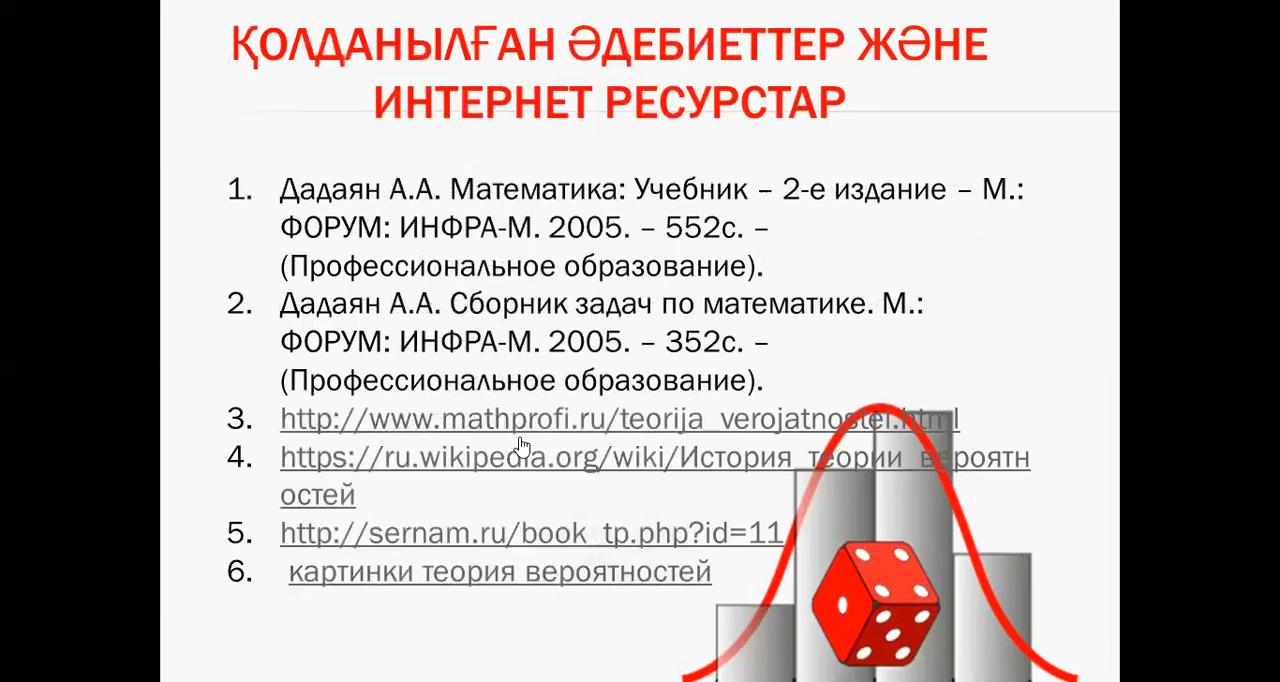 ҚОЛДАНЫЛҒАН ӘДЕБИЕТТЕР ЖӘНЕ
ИНТЕРНЕТ РЕСУРСТАР
1. Дадаян А.А. Математика: Учебник – 2-е издание – М.:
ФОРУМ: ИНФРА-М. 2005. – 552с. –
(Профессиональное образование).
2. Дадаян А.А. Сборник задач по математике. М.:
ФОРУМ: ИНФРА-М. 2005. – 352с. –
(Профессиональное образование).
3. http://www.mathprofi.ru/teorija_verojatnostei.html
4. https://ru.wikipedia.org/wiki/История_теории_вероятн
остей
5. http://sernam.ru/book_tp.php?id=11
6. картинки теория вероятностей